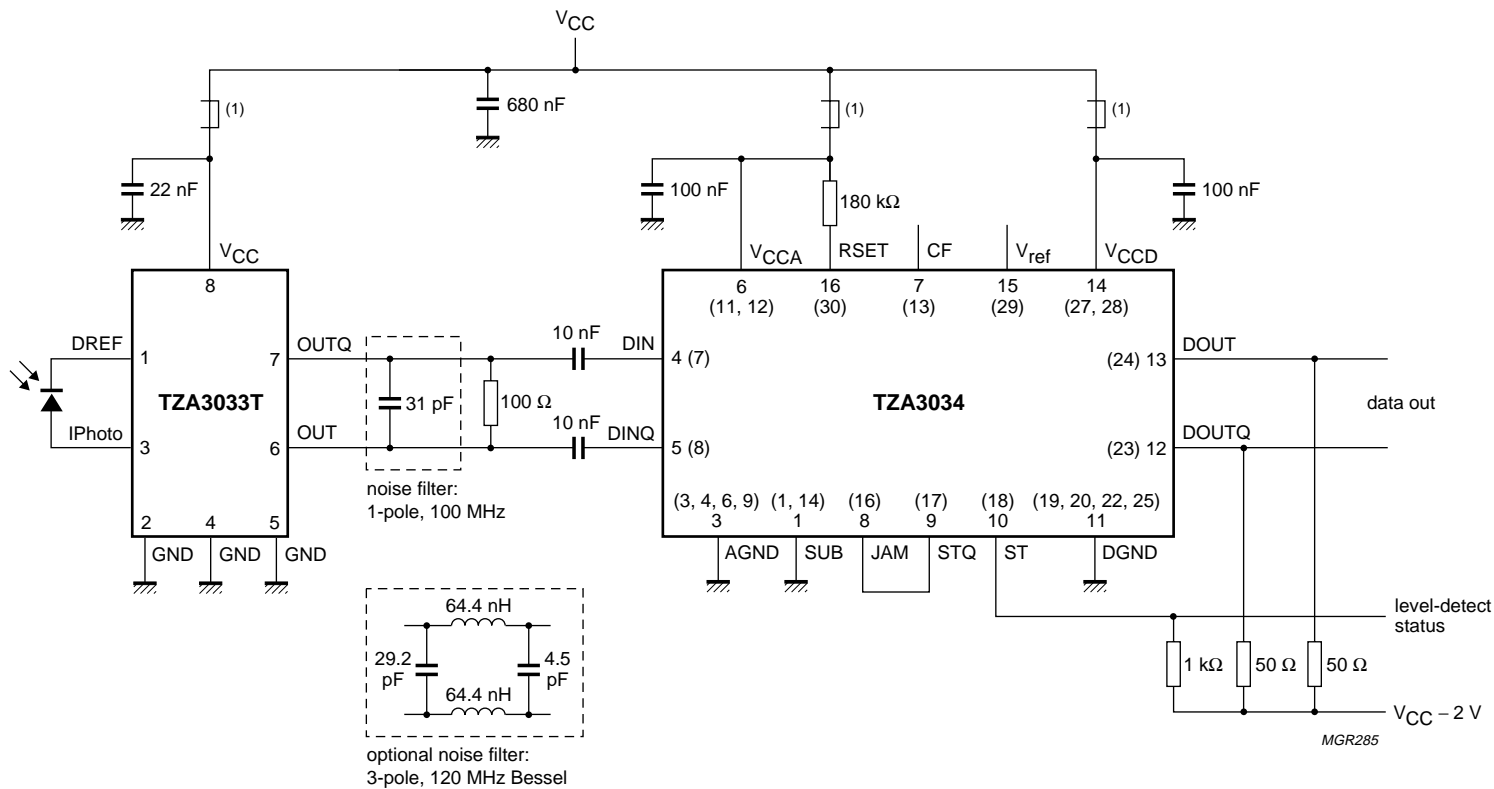 VCC
(1)
680 nF
(1)
(1)
22 nF
100 nF
180 kΩ
100 nF
VCC
VCCA
RSET
CF
Vref
VCCD
8
6
16
7
15
14
(11, 12)
(30)
(13)
(29)
(27, 28)
DREF
1
7
OUTQ
10 nF
DIN
4 (7)
(24) 13
DOUT
TZA3033T
31 pF
100 Ω
TZA3034
data out
IPhoto
3
6
OUT
10 nF
DINQ
5 (8)
(23) 12
DOUTQ
noise filter:
1-pole, 100 MHz
(3, 4, 6, 9)
(1, 14)
(16)
(17)
(18)
(19, 20, 22, 25)
2
4
5
3
1
8
9
10
11
GND
GND
GND
AGND
SUB
JAM
STQ
ST
DGND
64.4 nH
29.2
pF
4.5
pF
64.4 nH
level-detect
status
1 kΩ
50 Ω
50 Ω
VCC – 2 V
MGR285
optional noise filter:
3-pole, 120 MHz Bessel